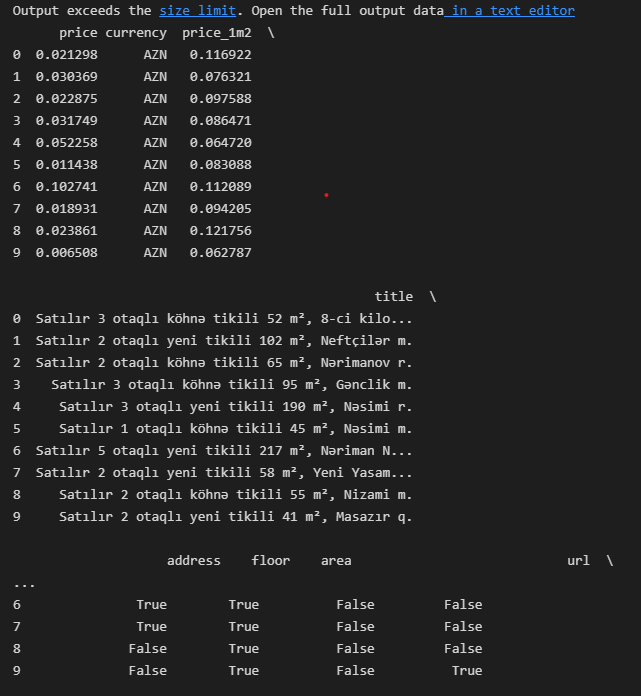 Output exceeds the size limit. Open the full output data in a text editor
price currency price_1m2 \
0 0.021298 AZN 0.116922
1 0.030369 AZN 0.076321
2 0.022875 AZN 0.097588
3 0.031749 AZN 0.086471
4 0.052258 AZN 0.064720
5 0.011438 AZN 0.083088
6 0.102741 AZN 0.112089
7 0.018931 AZN 0.094205
8 0.023861 AZN 0.121756
9 0.006508 AZN 0.062787
title \
0 Satılır 3 otaqlı köhnə tikili 52 m², 8-ci kilo...
1 Satılır 2 otaqlı yeni tikili 102 m², Neftçilər m.
2 Satılır 2 otaqlı köhnə tikili 65 m², Nərimanov r.
3 Satılır 3 otaqlı köhnə tikili 95 m², Gənclik m.
4 Satılır 3 otaqlı yeni tikili 190 m², Nəsimi r.
5 Satılır 1 otaqlı köhnə tikili 45 m², Nəsimi m.
6 Satılır 5 otaqlı yeni tikili 217 m², Nəriman N...
7 Satılır 2 otaqlı yeni tikili 58 m², Yeni Yasam...
8 Satılır 2 otaqlı köhnə tikili 55 m², Nizami m.
9 Satılır 2 otaqlı yeni tikili 41 m², Masazır q.
address floor area url \
...
6 True True False False
7 True True False False
8 False True False False
9 False True False True